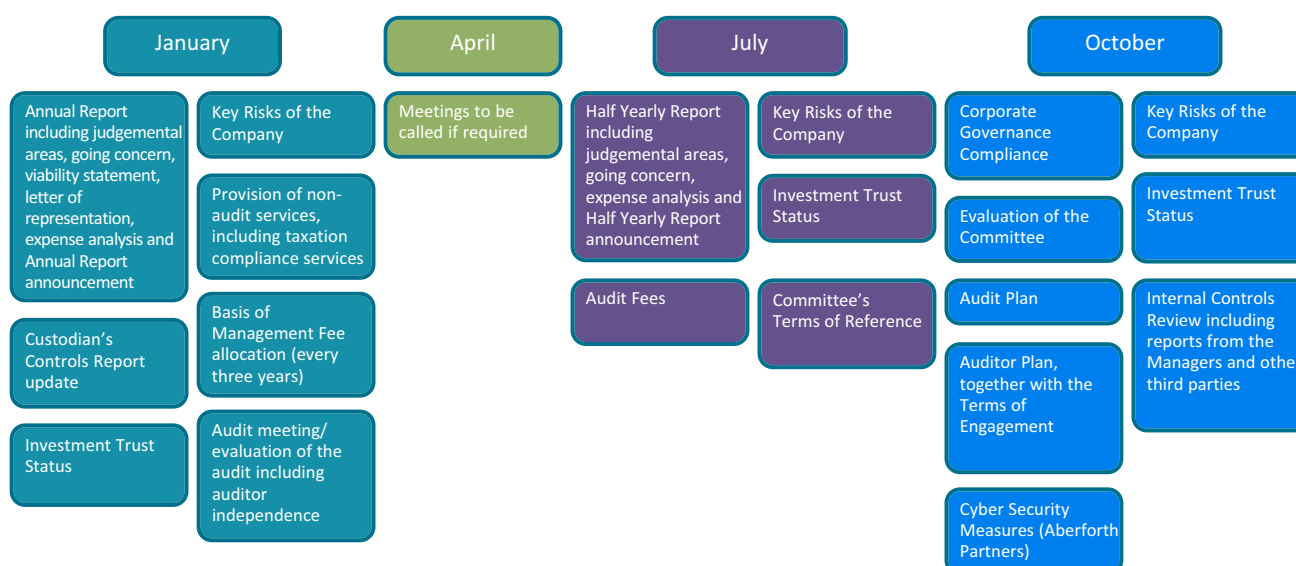 January
Annual Report
including judgemental
areas, going concern,
viability statement,
letter of
representation,
expense analysis and
Annual Report
announcement
Custodian's
Controls Report
update
Investment Trust
Status
Key Risks of the
Company
Provision of non-
audit services,
including taxation
compliance services
Basis of
Management Fee
allocation (every
three years)
Audit meeting/
evaluation of the
audit including
auditor
independence
April
Meetings to be
called if required
July
Half Yearly Report
including
judgemental areas,
going concern,
expense analysis and
Half Yearly Report
announcement
Audit Fees
Key Risks of the
Company
Investment Trust
Status
Committee's
Terms of Reference
October
Corporate
Governance
Compliance
Evaluation of the
Committee
Audit Plan
Auditor Plan,
together with the
Terms of
Engagement
Cyber Security
Measures (Aberforth
Partners)
Key Risks of the
Company
Investment Trust
Status
Internal Controls
Review including
reports from the
Managers and other
third parties